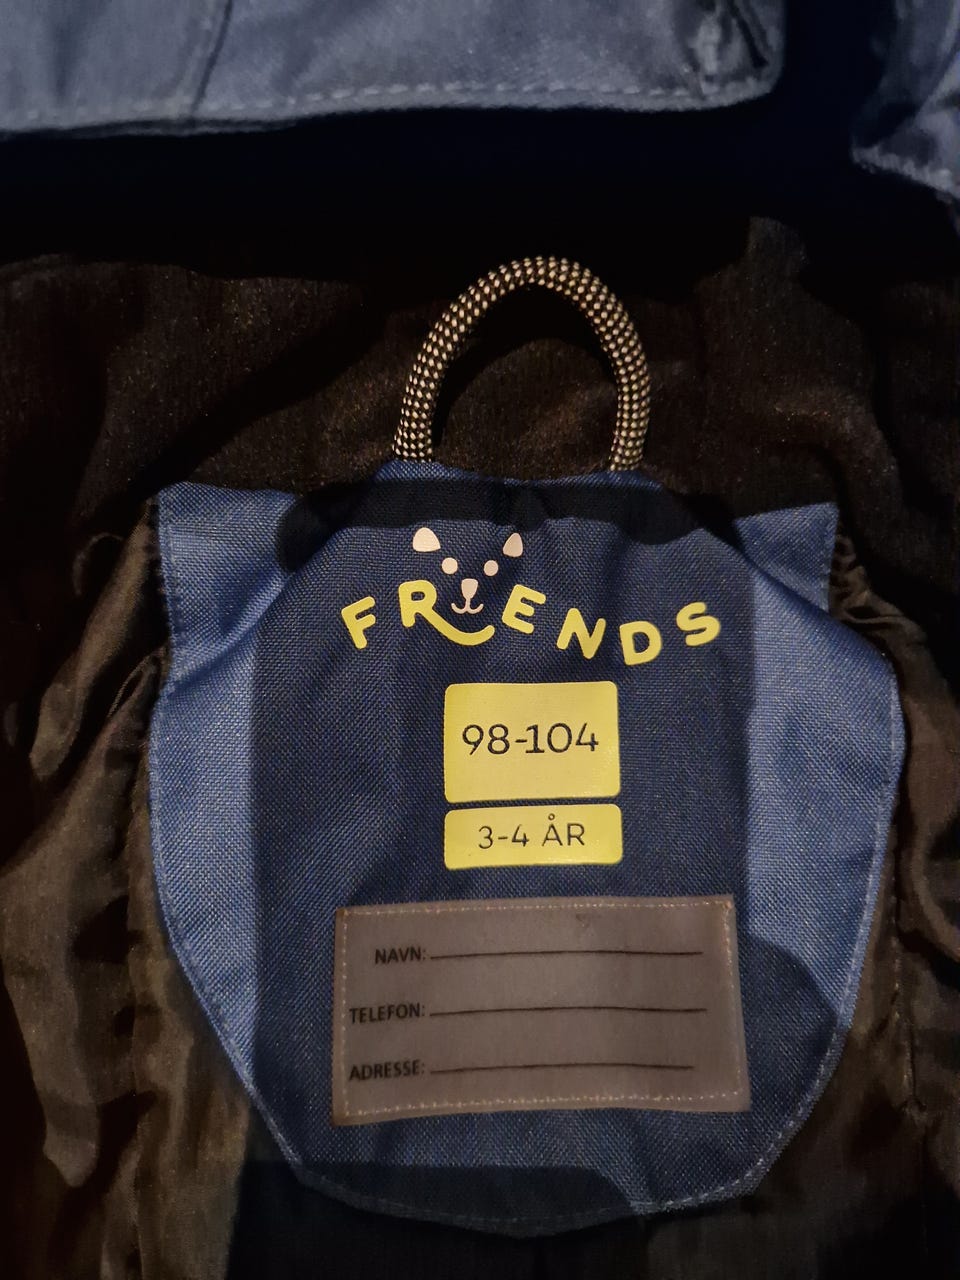 FRIENDS
98-104
3-4 ÅR
NAVN:
TELEFON:
ADRESSE: